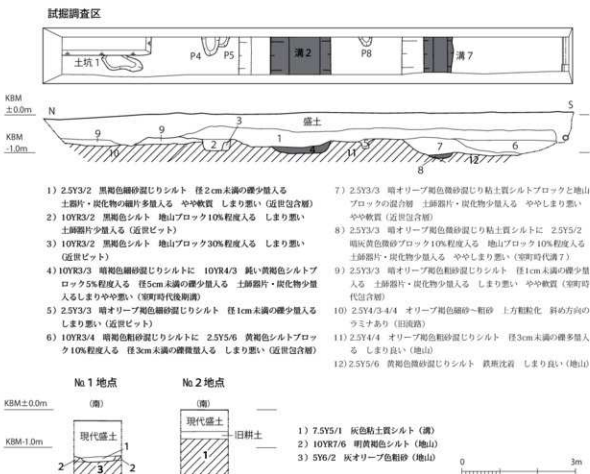 試掘調査区
土坑1
P4
P5
溝2
P8
溝7
KBM
±0.0m
N
S
盛土
KBM
-1.0m
9
9
10
2
3
1
4
11
5
7
8
12
6
1）2.5Y3/2 黒褐色細砂混じりシルト 径2cm未満の礫少量入る
土器片・炭化物の細片多量入る やや軟質（近世包含層）
2）10YR3/2 黒褐色シルト 地山ブロック10%程度入る しまり悪い
土師器片少量入る（近世ピット）
3）10YR3/2 黒褐色シルト 地山ブロック30%程度入る しまり悪い
（近世ピット）
4）10YR3/3 暗褐色細砂混じりシルトに 10YR4/3 鈍い黄褐色シルトブ
ロック5%程度入る 径5cm未満の礫少量入る 土師器片・炭化物少量
入るしまりやや悪い（室町時代後期溝）
5）2.5Y3/3 暗オリーブ褐色細砂混じりシルト 径1cm未満の礫少量入る
しまり悪い（近世ピット）
6）10YR3/4 暗褐色粗砂混じりシルトに 2.5Y5/6 黄褐色シルトブロッ
ク10%程度入る 径3cm未満の礫微量入る しまり悪い（近世包含層）
7）2.5Y3/3 暗オリーブ褐色微砂混じり粘土質シルトブロックと地山
ブロックの混合層 土師器片・炭化物少量入る ややしまり悪い
やや軟質（近世包含層）
8）2.5Y3/3 暗オリーブ褐色微砂混じり粘土質シルトに 2.5Y5/2
暗灰黄色微砂ブロック10%程度入る 地山ブロック10%程度入る
土師器片・炭化物少量入る ややしまり悪い（室町時代溝7）
9）2.5Y3/3 暗オリーブ褐色粗砂混じりシルト 径1cm未満の礫少量
入る 土師器片・炭化物少量入る しまり悪い やや軟質（室町時
代包含層）
10）2.5Y4/3-4/4 オリーブ褐色細砂～粗砂 上方粗粒化 斜め方向の
ラミナあり（旧流路）
11）2.5Y4/4 オリーブ褐色粗砂混じりシルト 径3cm未満の礫多量入
る しまり良い（地山）
12）2.5Y5/6 黄褐色微砂混じりシルト 鉄斑沈着 しまり良い（地山）
No.1 地点
No.2 地点
KBM±0.0m
（南）
（南）
現代盛土
現代盛土
旧耕土
KBM-1.0m
1
2
3
2
1
1）7.5Y5/1 灰色粘土質シルト（溝）
2）10YR7/6 明黄褐色シルト（地山）
3）5Y6/2 灰オリーブ色粗砂（地山）
0
3m